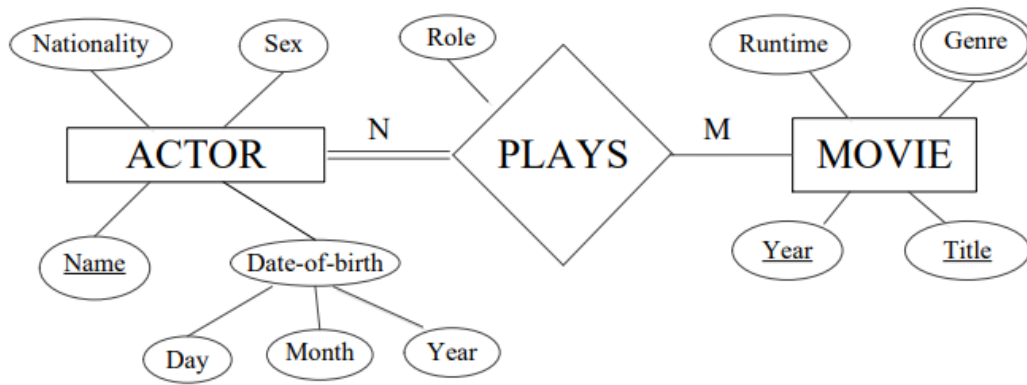 Nationality
Sex
Role
Runtime
Genre
ACTOR
N
PLAYS
M
MOVIE
Name
Date-of-birth
Year
Title
Day
Month
Year